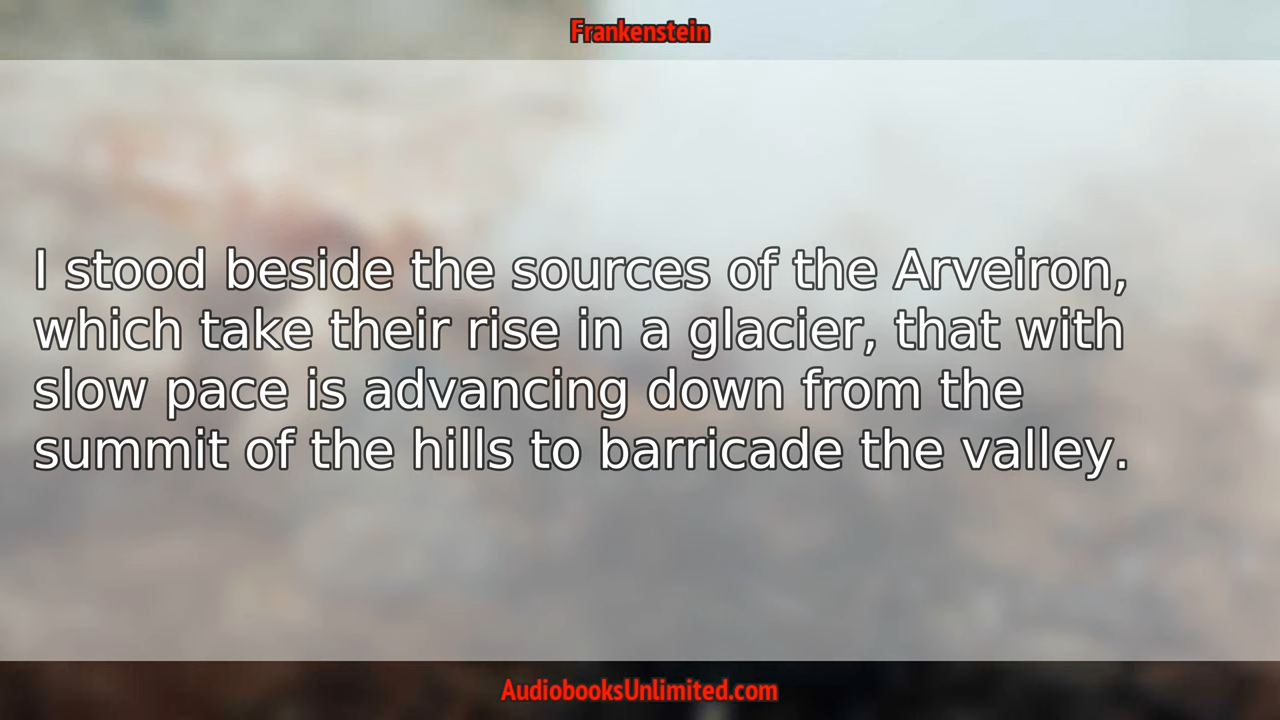 Frankenstein
I stood beside the sources of the Arveiron,
which take their rise in a glacier, that with
slow pace is advancing down from the
summit of the hills to barricade the valley.
AudiobooksUnlimited.com